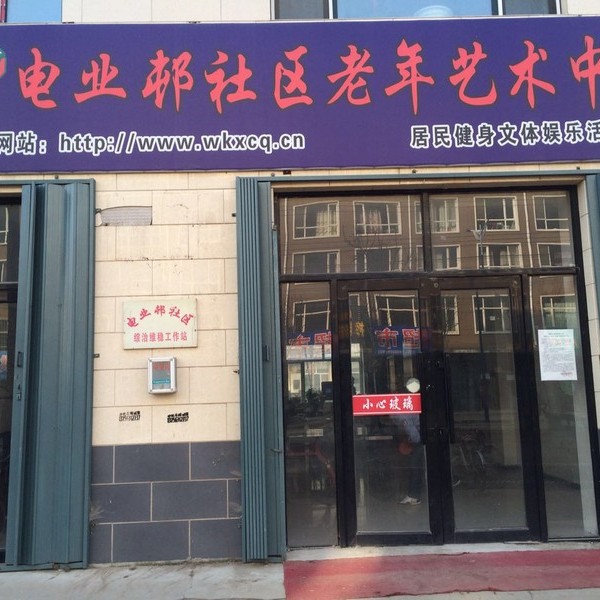 电业邨社区老年艺术中
网站：http://www.wkxcq.cn
居民健身文体娱乐活
电业邨社区
综治维稳工作站
小心玻璃